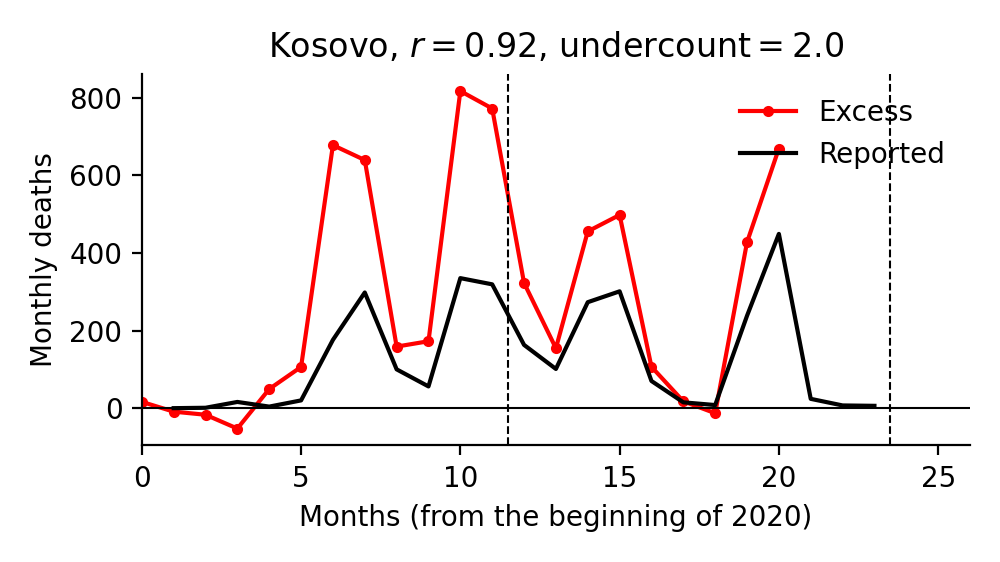 Kosovo, r = 0.92, undercount = 2.0
800
600
400
200
0
Monthly deaths
Excess
Reported
0 5 10 15 20 25
Months (from the beginning of 2020)